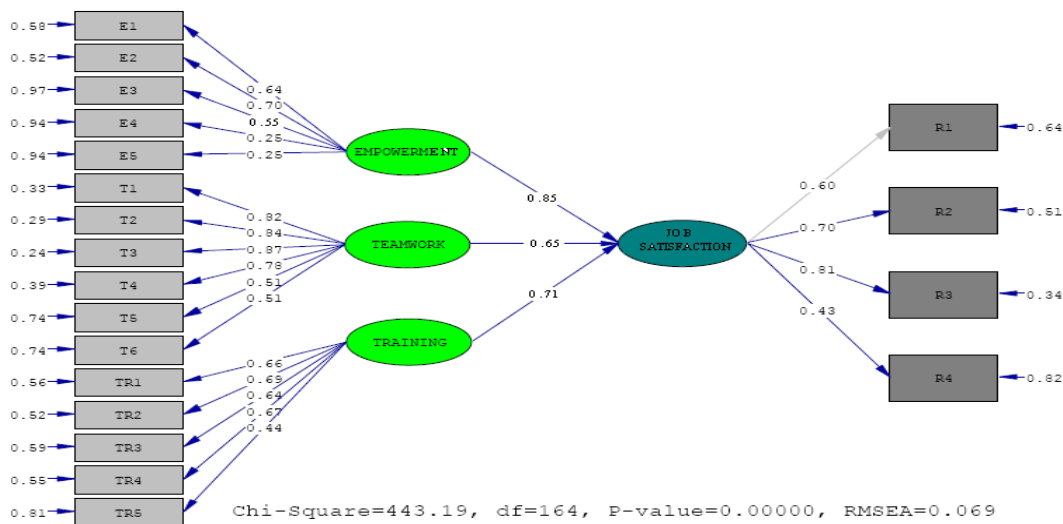 0.58 E1
0.52 E2
0.97 E3
0.94 E4
0.94 E5
0.33 T1
0.29 T2
0.24 T3
0.39 T4
0.74 T5
0.74 T6
0.56 TR1
0.52 TR2
0.59 TR3
0.55 TR4
0.81 TR5
0.64
0.70
0.55
0.25
0.25
0.82
0.84
0.87
0.78
0.51
0.51
0.66
0.69
0.64
0.67
0.44
EMPOWERMENT
TEAMWORK
TRAINING
0.85
0.65
0.71
JOB
SATISFACTION
0.60
0.70
0.81
0.43
R1 0.64
R2 0.51
R3 0.34
R4 0.82
Chi-Square=443.19, df=164, P-value=0.00000, RMSEA=0.069